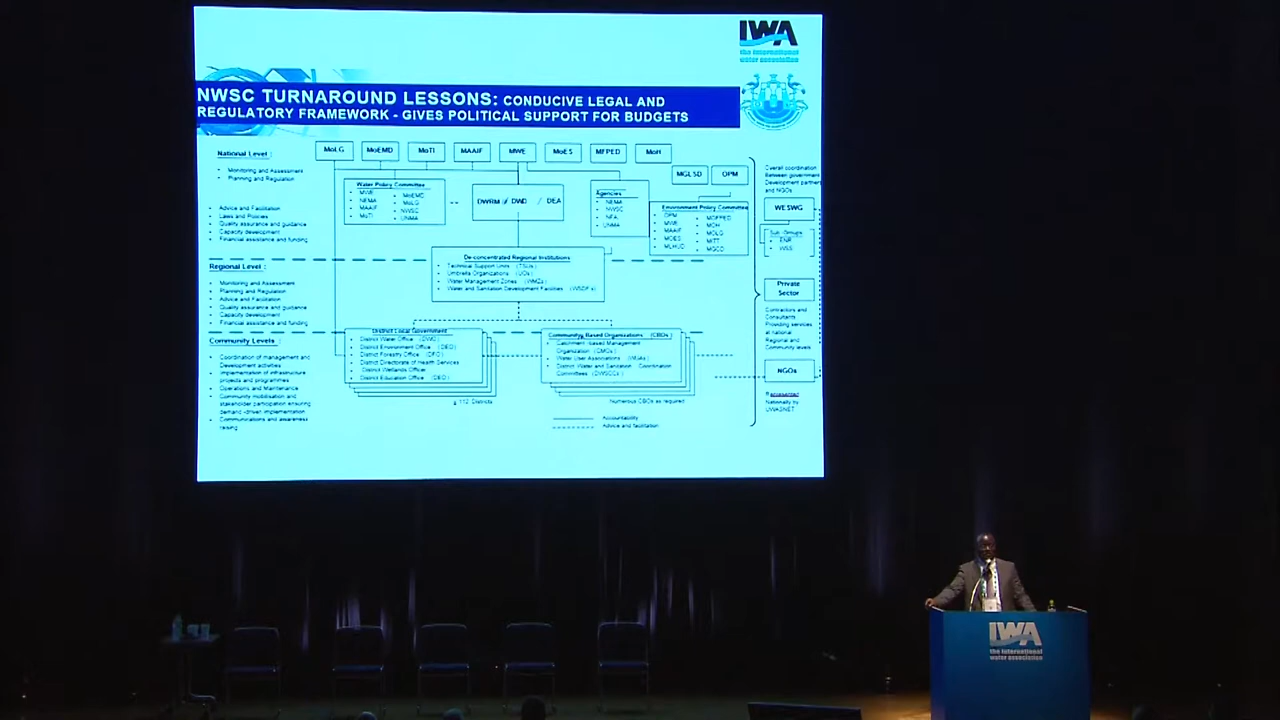 IWA
the international
water association
NWSC TURNAROUND LESSONS: CONDUCIVE LEGAL AND
REGULATORY FRAMEWORK - GIVES POLITICAL SUPPORT FOR BUDGETS
National Level :
• Monitoring and Assessment
• Planning and Regulation
• Advice and Facilitation
• Laws and Policies
• Quality assurance and guidance
• Capacity development
• Financial assistance and funding
MoLG
MoEMD
MoTI
MAAIF
MWE
MoES
MFPED
MoH
MGLSD
OPM
Water Policy Committee
• MWE
• NEMA
• MAAIF
• MoTI
• MoEMD
• MoLG
• NWSC
• UNMA
DWRM / DWD / DEA
Agencies
• NEMA
• NWSC
• NFA,
• UNMA
Environment Policy Committee
• OPM
• MWE
• MAAIF
• MOES
• MLHUD
• MOFPED
• MOH
• MOLG
• MTTI
• MGCD
Overall coordination
Between government
Development partners
and NGOs
WESWG
Sub-Groups
• ENR
• WSS
Regional Level :
• Monitoring and Assessment
• Planning and Regulation
• Advice and Facilitation
• Quality assurance and guidance
• Capacity development
• Financial assistance and funding
De-concentrated Regional Institutions
• Technical Support Units (TSUs)
• Umbrella Organizations (UOs)
• Water Management Zones (WMZs)
• Water and Sanitation Development Facilities (WSDFs)
Private
Sector
Contractors and
Consultants
Providing services
at national
Regional and
Community levels
Community Levels :
• Coordination of management and
Development activities
• Implementation of infrastructure
projects and programmes
• Operations and Maintenance
• Community mobilisation and
stakeholder participation ensuring
demand-driven implementation
• Communications and awareness
raising
District Local Government
• District Water Office (DWO)
• District Environment Office (DEO)
• District Forestry Office (DFO)
• District Directorate of Health Services
• District Wetlands Officer
• District Education Office (DEO)
112 Districts
Community Based Organizations (CBOs)
• Catchment-based Management
Organization (CMOs)
• Water User Associations (WUAs)
• District Water and Sanitation Coordination
Committees (DWSCCs)
Numerous CBOs as required
NGOs
Represented
Nationally by
UWASNET
Accountability
Advice and facilitation
IWA
the international
water association